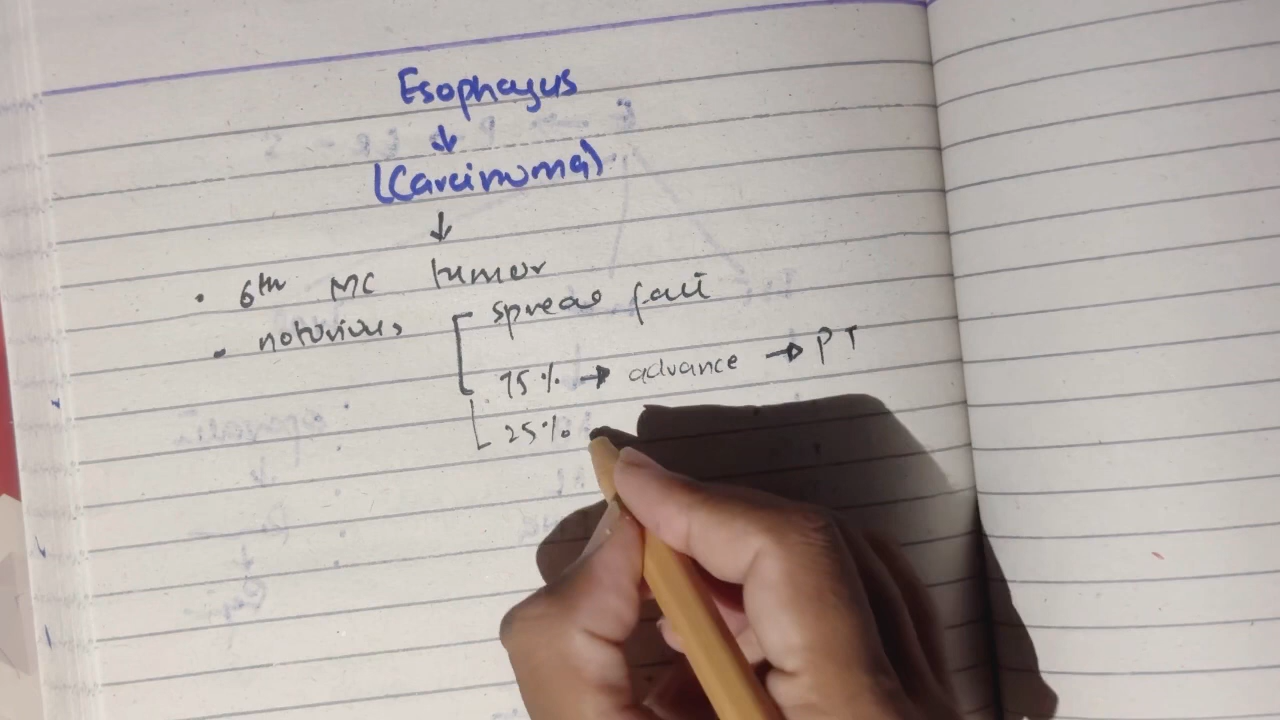 Esophagus
↓
(Carcinoma)
↓
• 6th MC tumor
• notorious spread fast
75% → advance → PT
25%